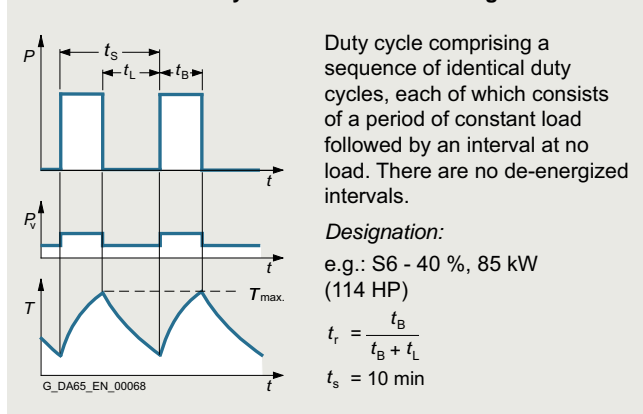 P
t_S
t_L
t_B
t
P_v
t
T
T_max.
t
G_DA65_EN_00068
Duty cycle comprising a
sequence of identical duty
cycles, each of which consists
of a period of constant load
followed by an interval at no
load. There are no de-energized
intervals.
Designation:
e.g.: S6 - 40 %, 85 kW
(114 HP)
t_r = t_B / (t_B + t_L)
t_s = 10 min